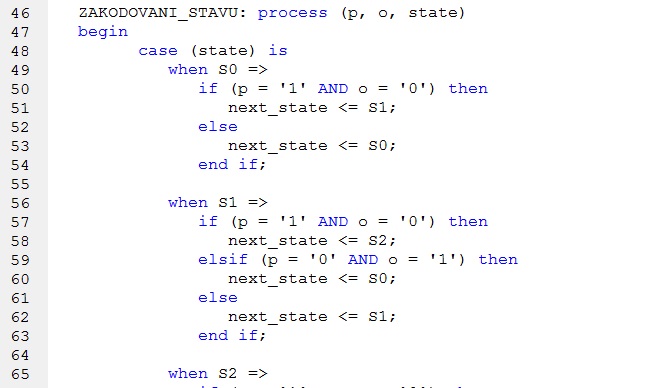 46 ZAKODOVANI_STAVU: process (p, o, state)
47 begin
48 case (state) is
49 when S0 =>
50 if (p = '1' AND o = '0') then
51 next_state <= S1;
52 else
53 next_state <= S0;
54 end if;
55
56 when S1 =>
57 if (p = '1' AND o = '0') then
58 next_state <= S2;
59 elsif (p = '0' AND o = '1') then
60 next_state <= S0;
61 else
62 next_state <= S1;
63 end if;
64
65 when S2 =>